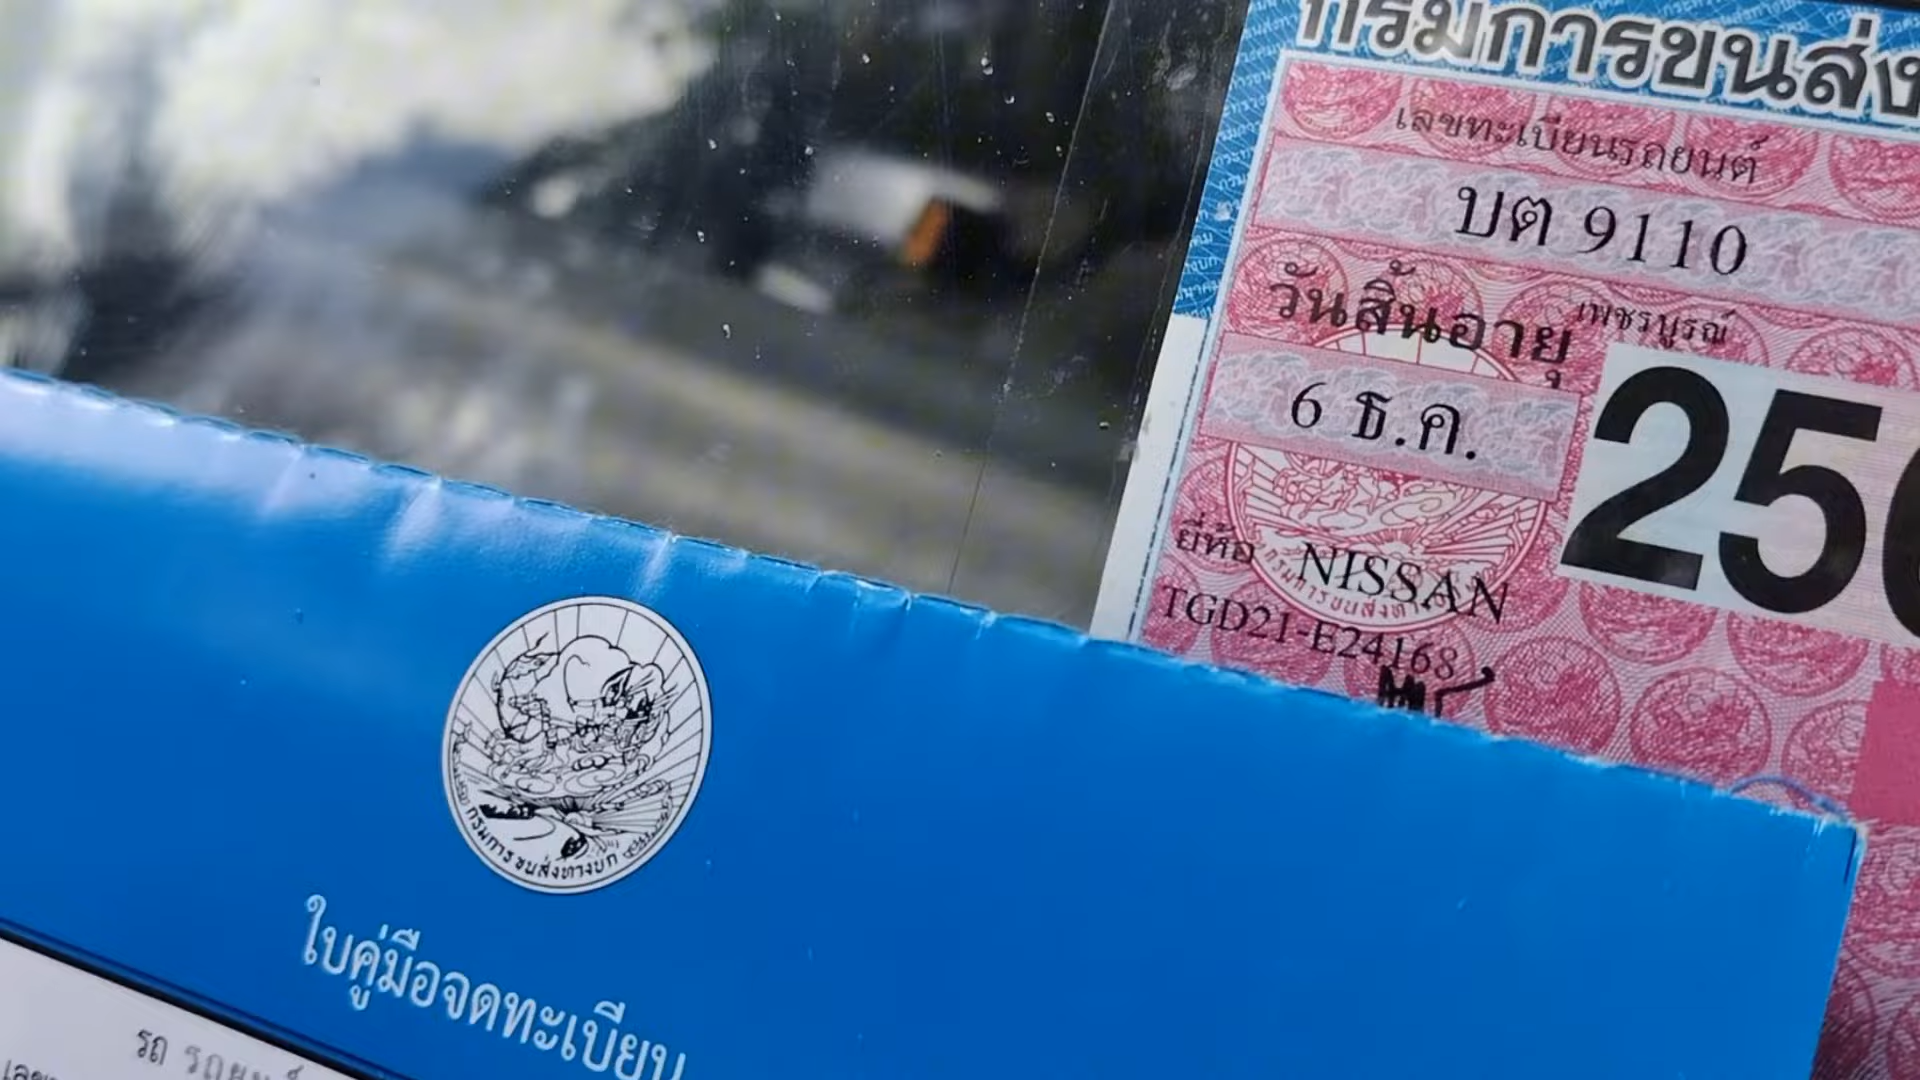 กรมการขนส่ง
เลขทะเบียนรถยนต์
บต 9110
เพชรบูรณ์
วันสิ้นอายุ
6 ธ.ค.
25
ยี่ห้อ NISSAN
TGD21-E24168
กรมการขนส่งทางบก
ใบคู่มือจดทะเบียน
รถ รถยนต์